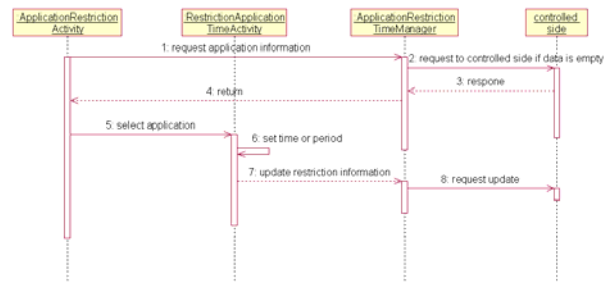 ApplicationRestriction
Activity
RestrictionApplication
TimeActivity
ApplicationRestriction
TimeManager
controlled
side
1: request application information
2: request to controlled side if data is empty
3: respone
4: return
5: select application
6: set time or period
7: update restriction information
8: request update